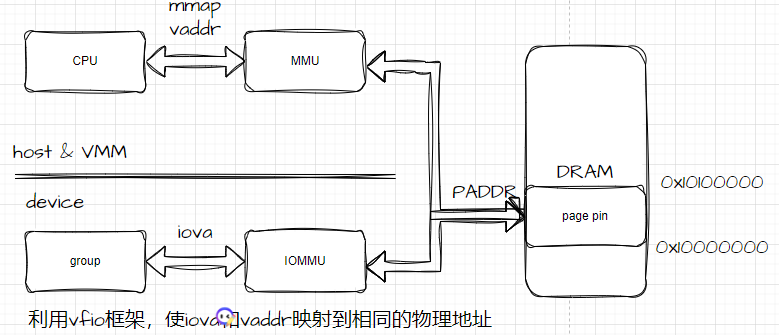 mmap
vaddr
CPU
MMU
host & VMM
DRAM
0x10100000
PADDR
device
page pin
iova
0x10000000
group
IOMMU
利用vfio框架，使iova和vaddr映射到相同的物理地址